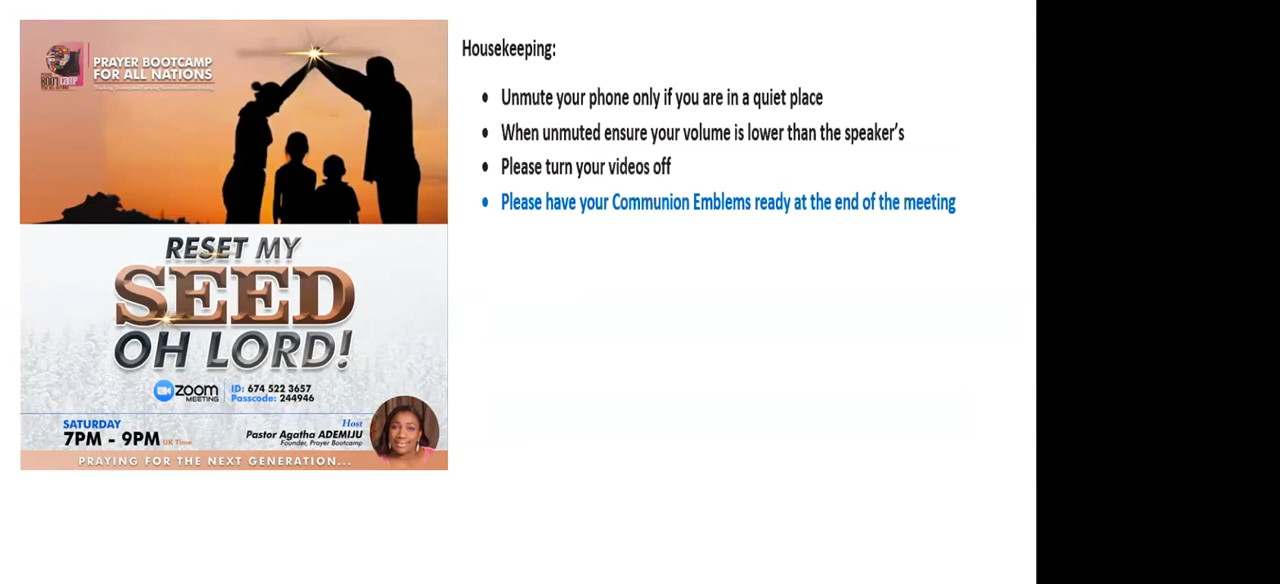 PRAYER BOOTCAMP
FOR ALL NATIONS
RESET MY
SEED
OH LORD!
zoom
MEETING
ID: 674 522 3657
Passcode: 244946
SATURDAY
7PM - 9PM UK Time
Host
Pastor Agatha ADEMIJU
Founder, Prayer Bootcamp
PRAYING FOR THE NEXT GENERATION...
Housekeeping:
• Unmute your phone only if you are in a quiet place
• When unmuted ensure your volume is lower than the speaker’s
• Please turn your videos off
• Please have your Communion Emblems ready at the end of the meeting